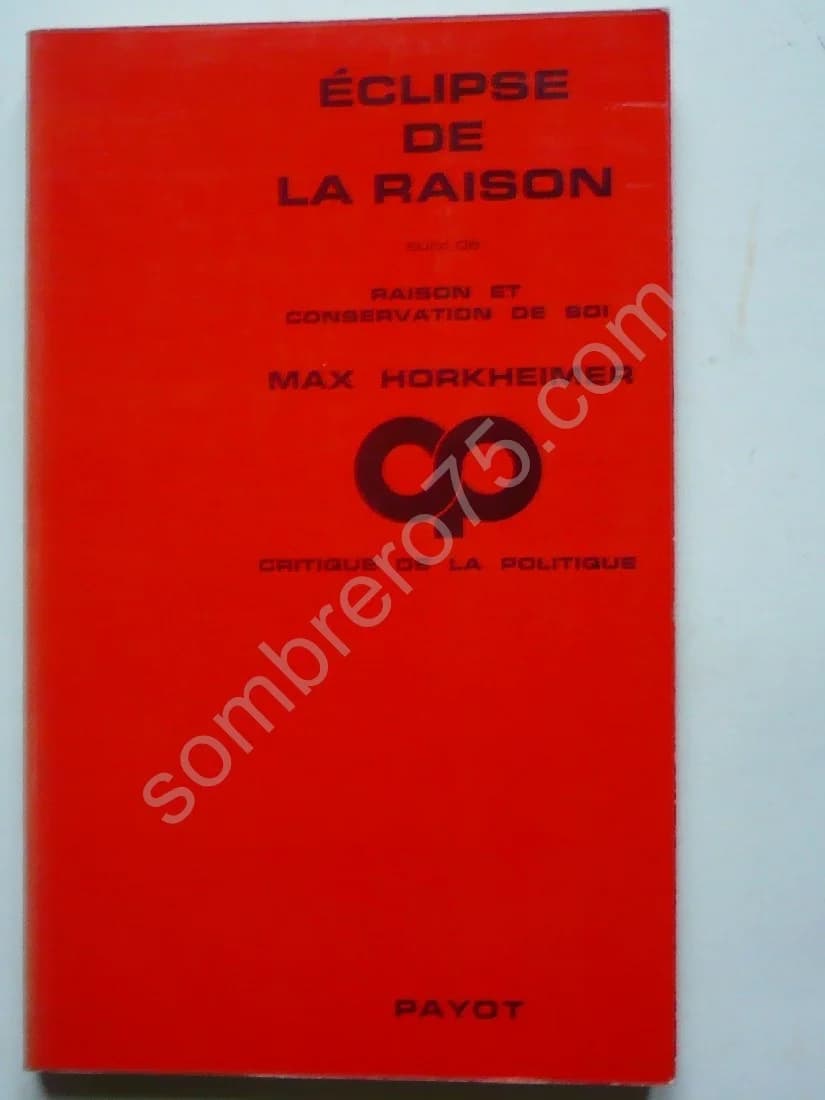 ÉCLIPSE
DE
LA RAISON
suivi de
RAISON ET
CONSERVATION DE SOI
MAX HORKHEIMER
cp
CRITIQUE DE LA POLITIQUE
PAYOT
sombrero75.com